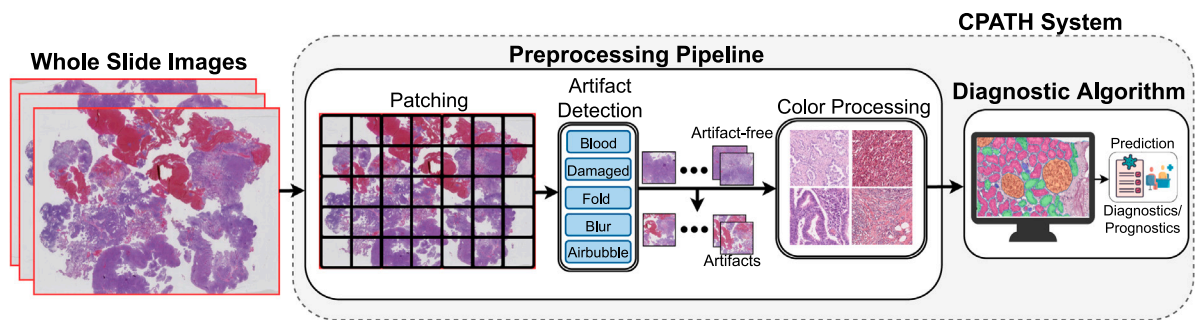 CPATH System
Whole Slide Images
Preprocessing Pipeline
Patching
Artifact
Detection
Blood
Damaged
Fold
Blur
Airbubble
Artifact-free
Artifacts
Color Processing
Diagnostic Algorithm
Prediction
Diagnostics/
Prognostics